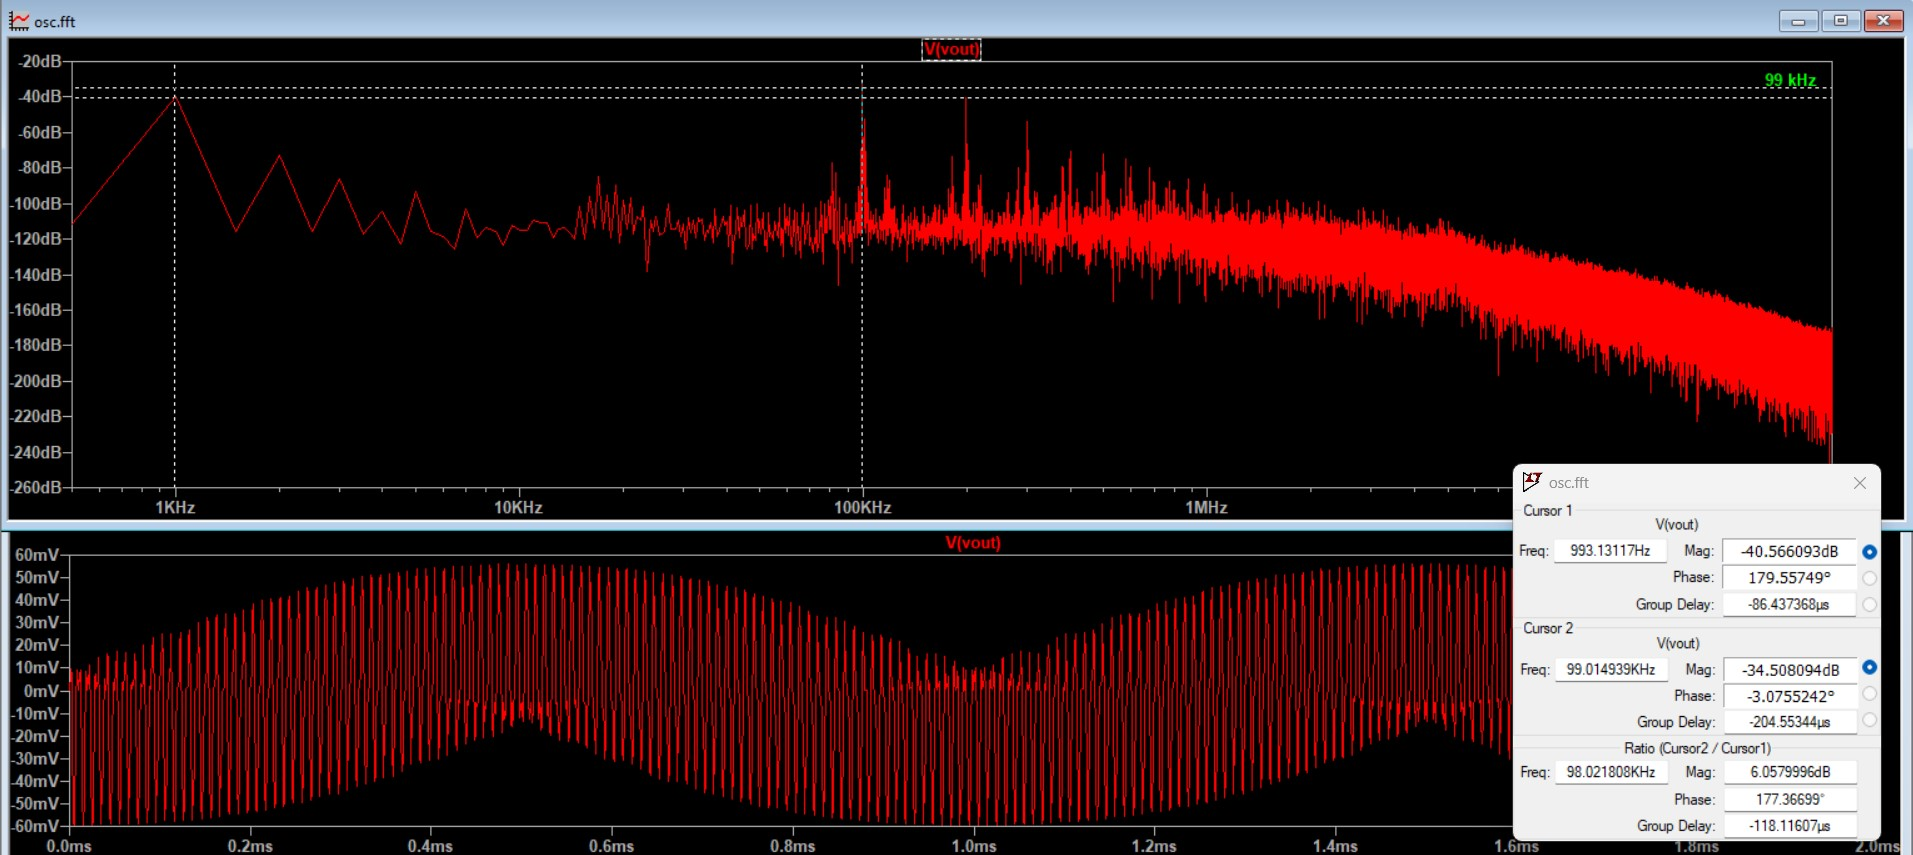 osc.fft
V(vout)
99 kHz
-20dB
-40dB
-60dB
-80dB
-100dB
-120dB
-140dB
-160dB
-180dB
-200dB
-220dB
-240dB
-260dB
1KHz 10KHz 100KHz 1MHz
V(vout)
60mV
50mV
40mV
30mV
20mV
10mV
0mV
-10mV
-20mV
-30mV
-40mV
-50mV
-60mV
0.0ms 0.2ms 0.4ms 0.6ms 0.8ms 1.0ms 1.2ms 1.4ms 1.6ms 1.8ms 2.0ms
osc.fft
Cursor 1
V(vout)
Freq: 993.13117Hz Mag: -40.566093dB
Phase: 179.55749°
Group Delay: -86.437368µs
Cursor 2
V(vout)
Freq: 99.014939KHz Mag: -34.508094dB
Phase: -3.0755242°
Group Delay: -204.55344µs
Ratio (Cursor2 / Cursor1)
Freq: 98.021808KHz Mag: 6.0579996dB
Phase: 177.36699°
Group Delay: -118.11607µs